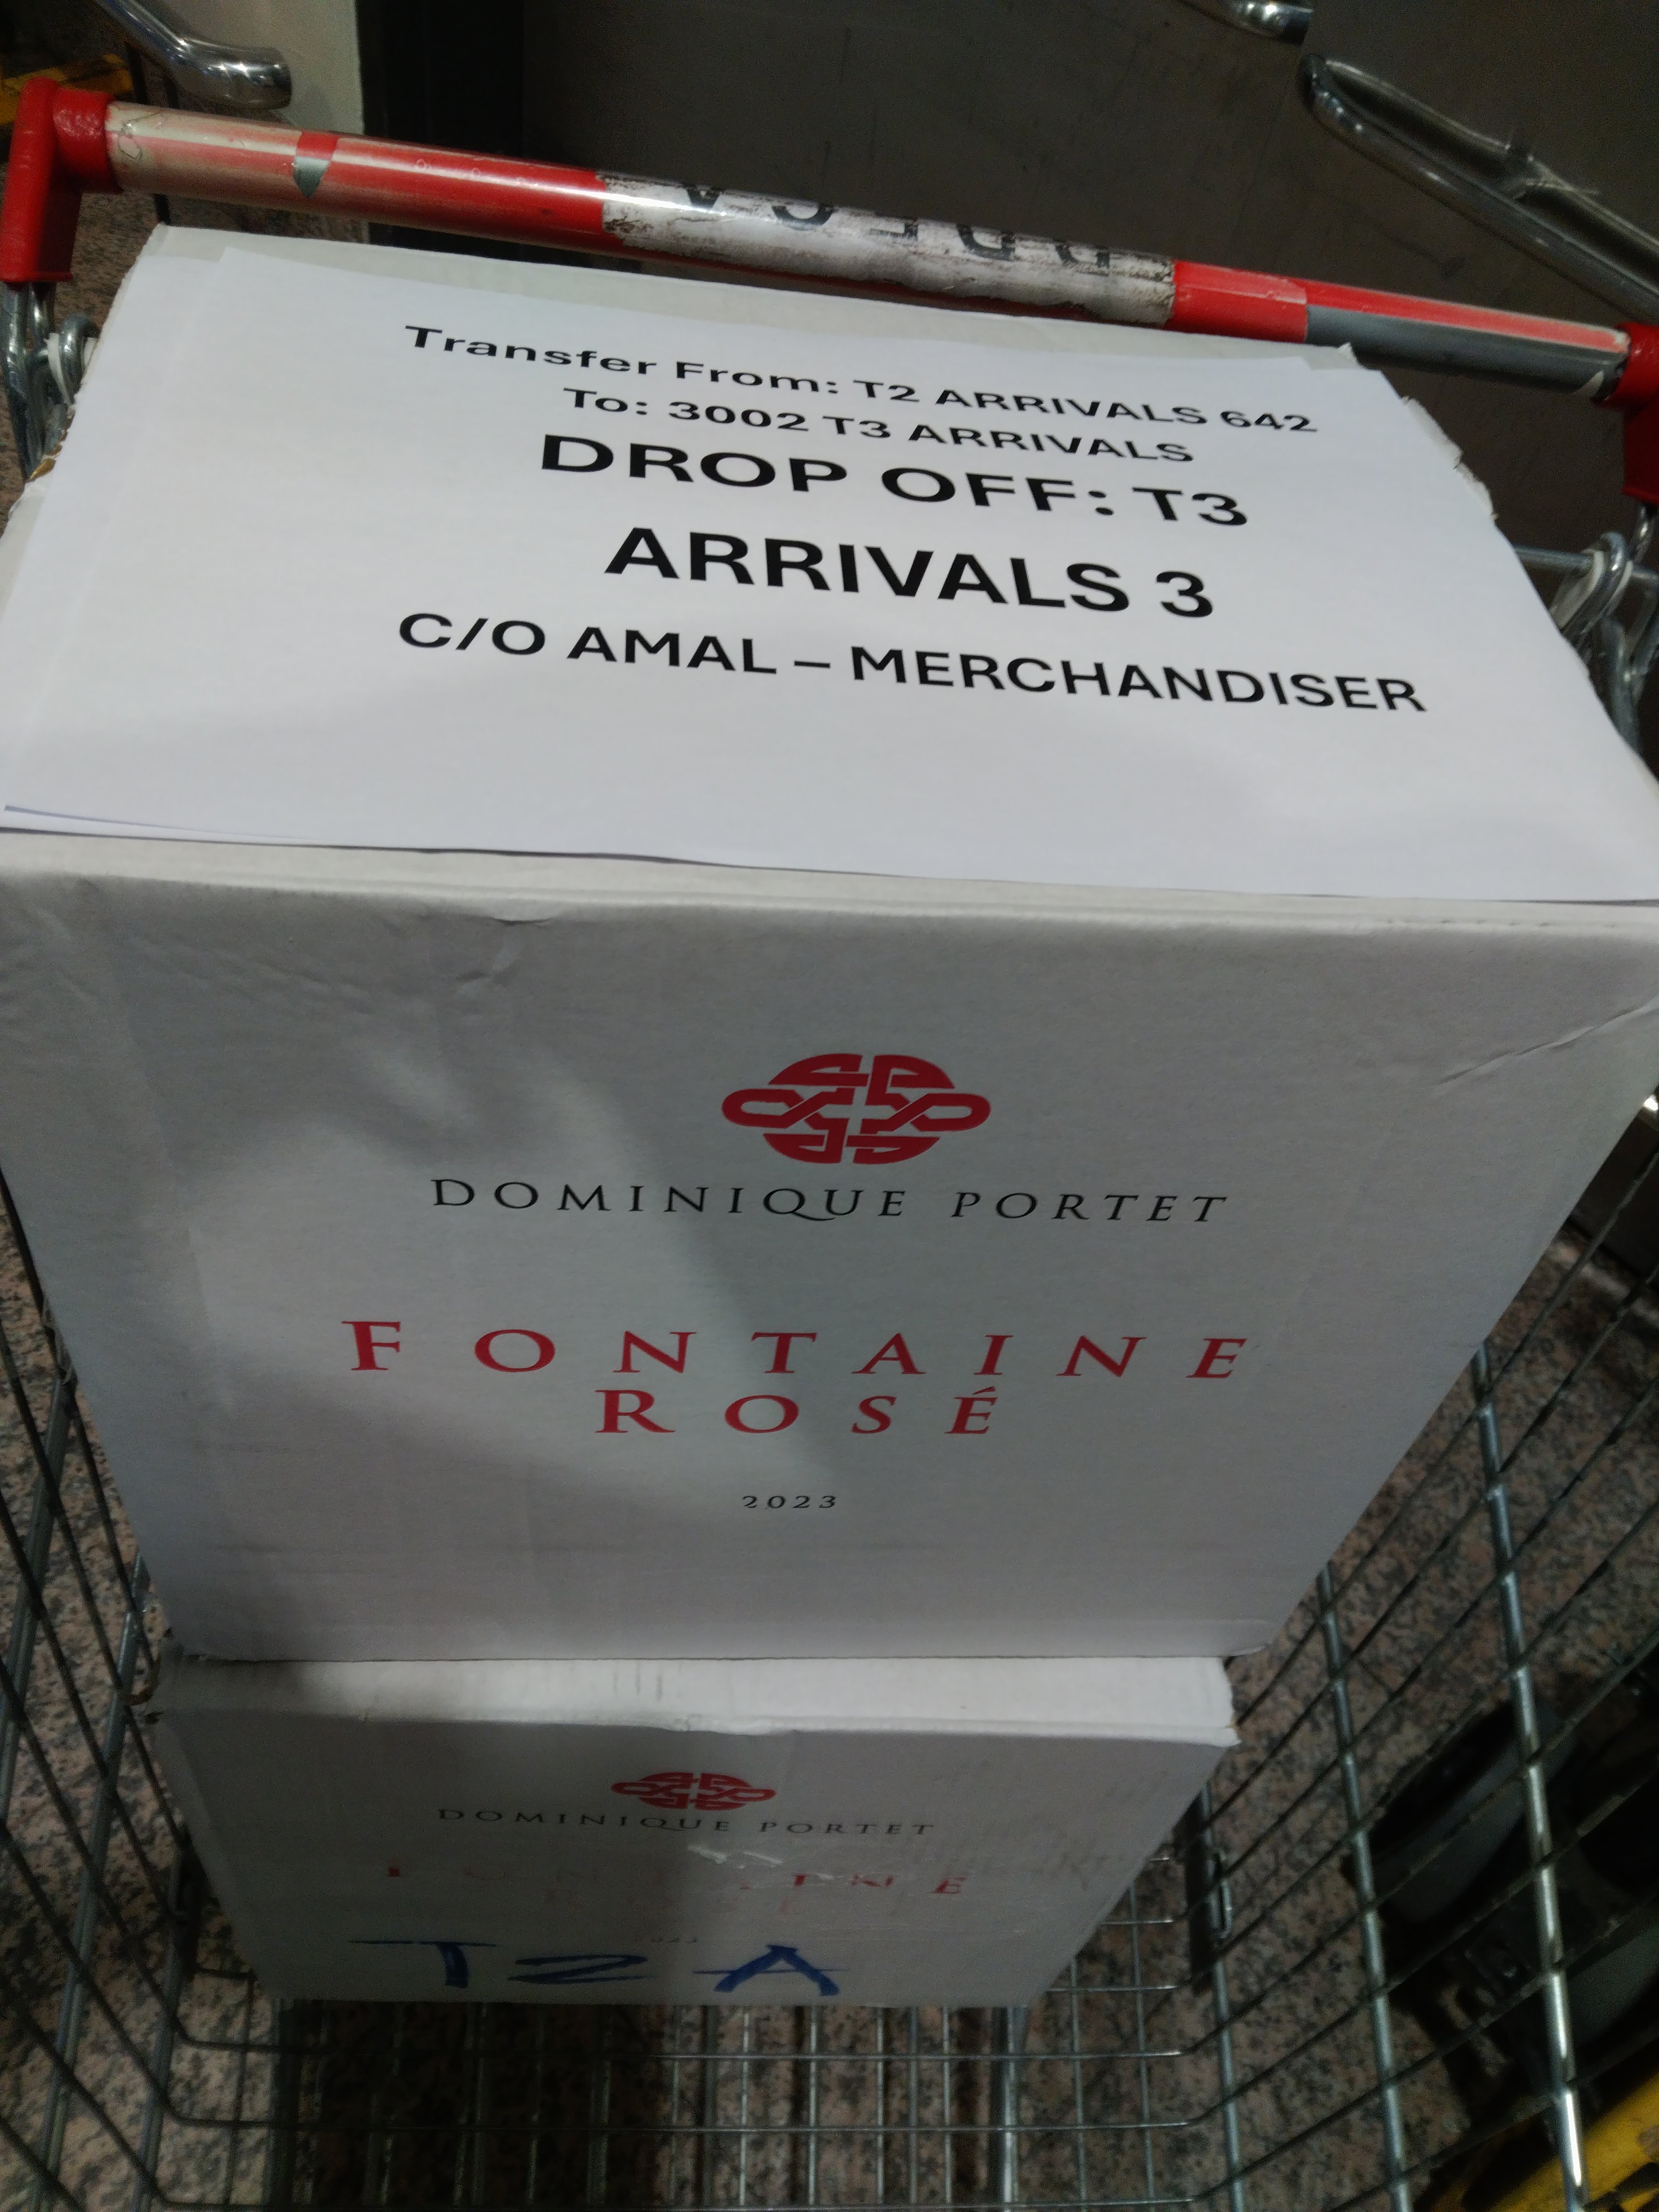 Transfer From: T2 ARRIVALS 642
To: 3002 T3 ARRIVALS
DROP OFF: T3
ARRIVALS 3
C/O AMAL – MERCHANDISER
DOMINIQUE PORTET
FONTAINE
ROSÉ
2023
DOMINIQUE PORTET
T2A